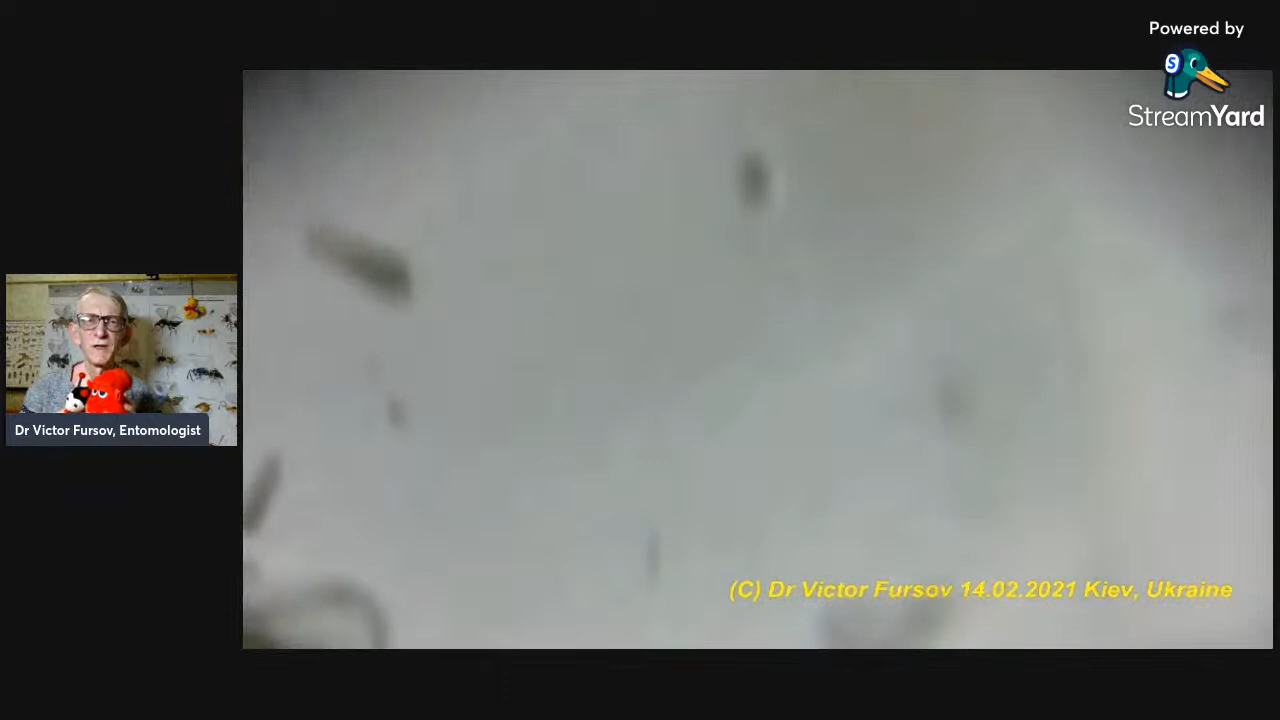 Powered by
S
StreamYard
Dr Victor Fursov, Entomologist
(C) Dr Victor Fursov 14.02.2021 Kiev, Ukraine